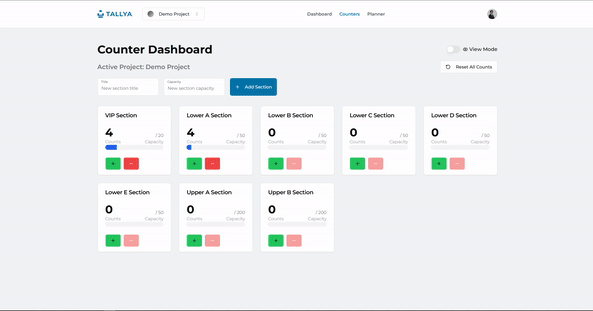 TALLYA
Demo Project
Dashboard Counters Planner
Counter Dashboard
View Mode
Active Project: Demo Project
Reset All Counts
Title
New section title
Capacity
New section capacity
+ Add Section
VIP Section
4 / 20
Counts Capacity
+ −
Lower A Section
4 / 50
Counts Capacity
+ −
Lower B Section
0 / 50
Counts Capacity
+ −
Lower C Section
0 / 50
Counts Capacity
+ −
Lower D Section
0 / 50
Counts Capacity
+ −
Lower E Section
0 / 50
Counts Capacity
+ −
Upper A Section
0 / 200
Counts Capacity
+ −
Upper B Section
0 / 200
Counts Capacity
+ −